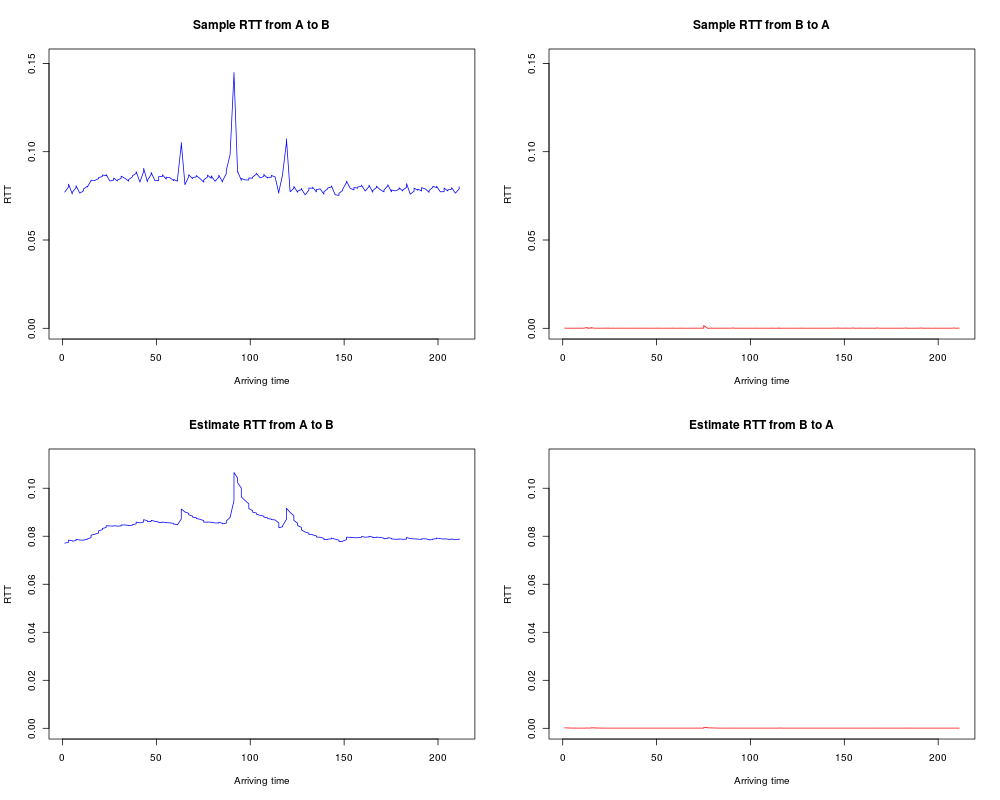 Sample RTT from A to B
RTT
0.00 0.05 0.10 0.15
0 50 100 150 200
Arriving time
Sample RTT from B to A
RTT
0.00 0.05 0.10 0.15
0 50 100 150 200
Arriving time
Estimate RTT from A to B
RTT
0.00 0.02 0.04 0.06 0.08 0.10
0 50 100 150 200
Arriving time
Estimate RTT from B to A
RTT
0.00 0.02 0.04 0.06 0.08 0.10
0 50 100 150 200
Arriving time